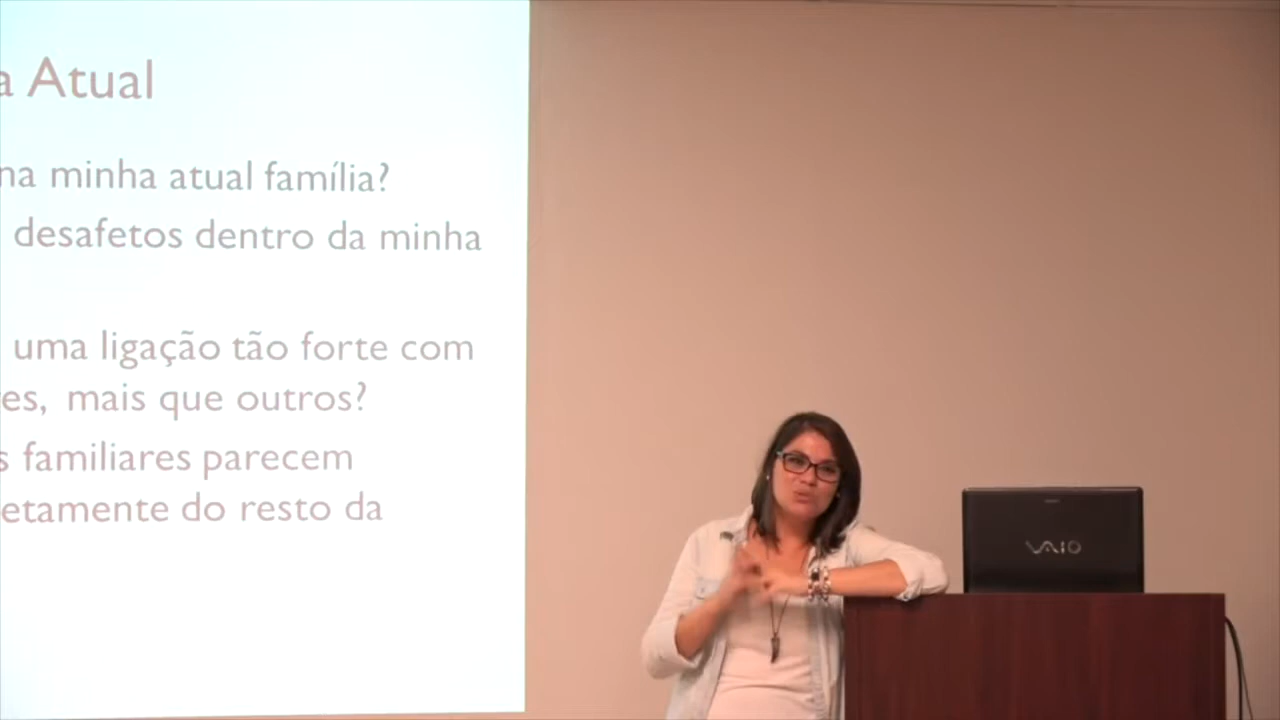 a Atual
na minha atual família?
desafetos dentro da minha
uma ligação tão forte com
es, mais que outros?
s familiares parecem
etamente do resto da
VAIO